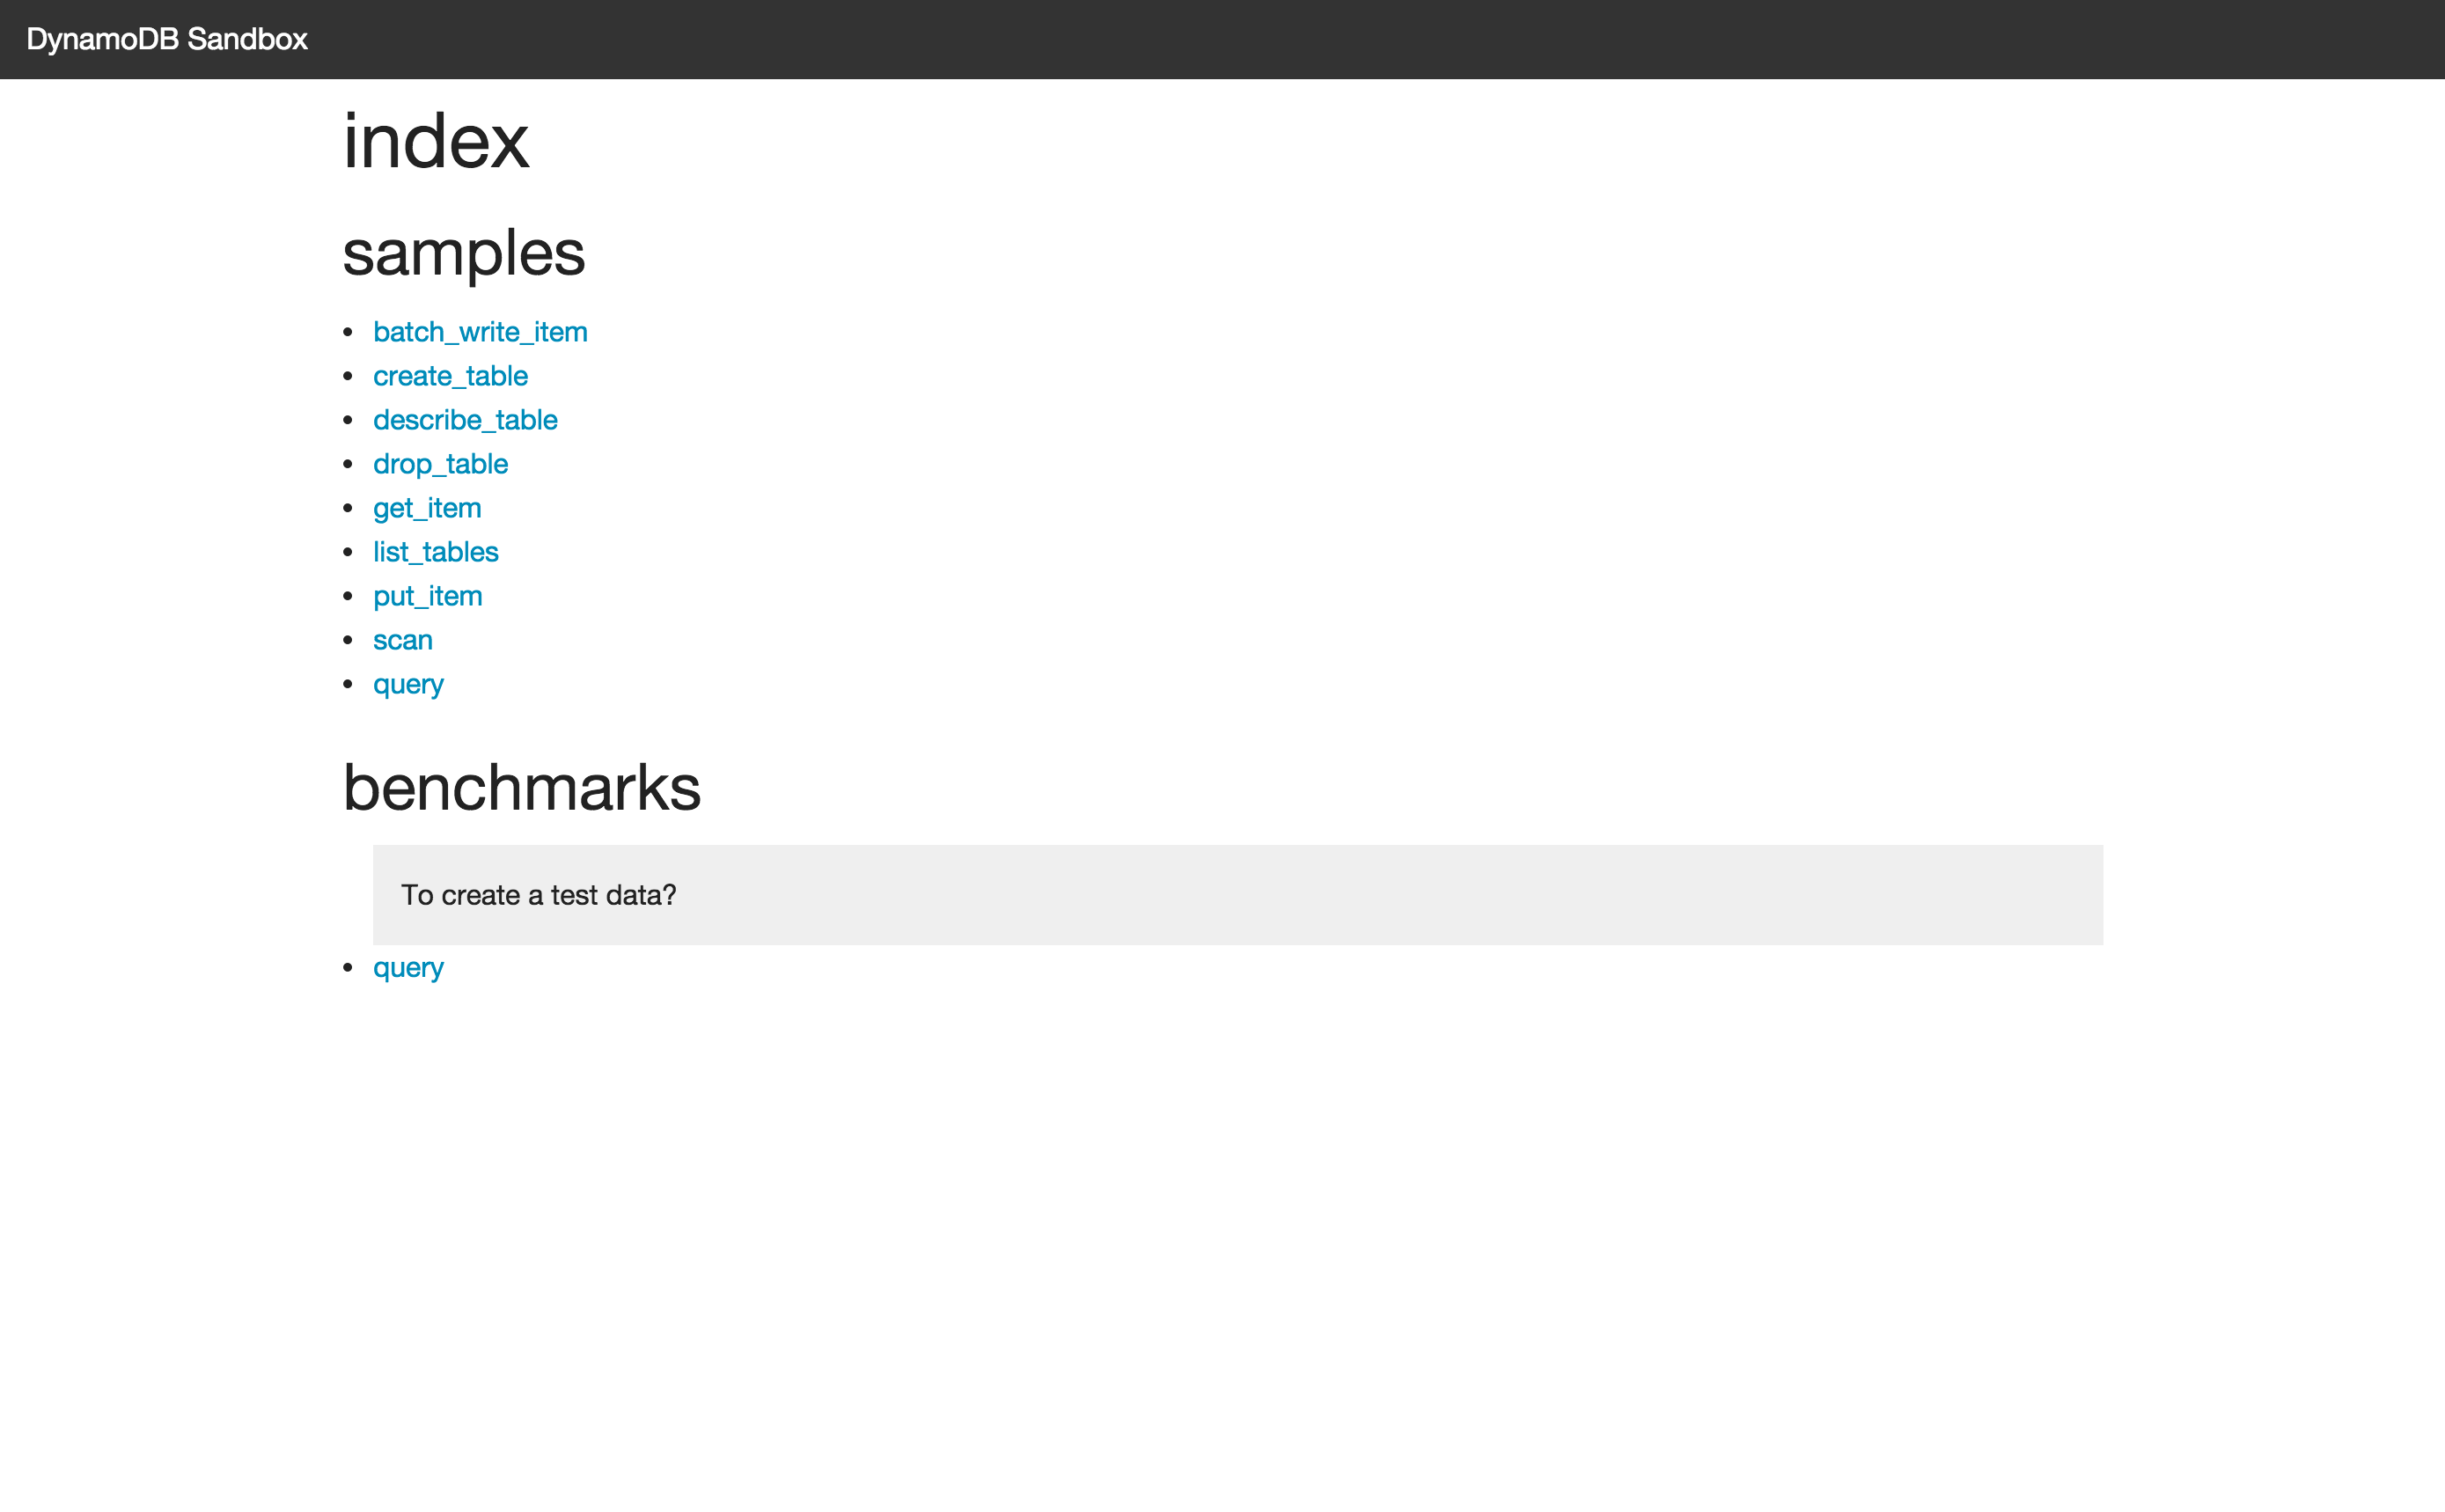 DynamoDB Sandbox
index
samples
batch_write_item
create_table
describe_table
drop_table
get_item
list_tables
put_item
scan
query
benchmarks
To create a test data?
query